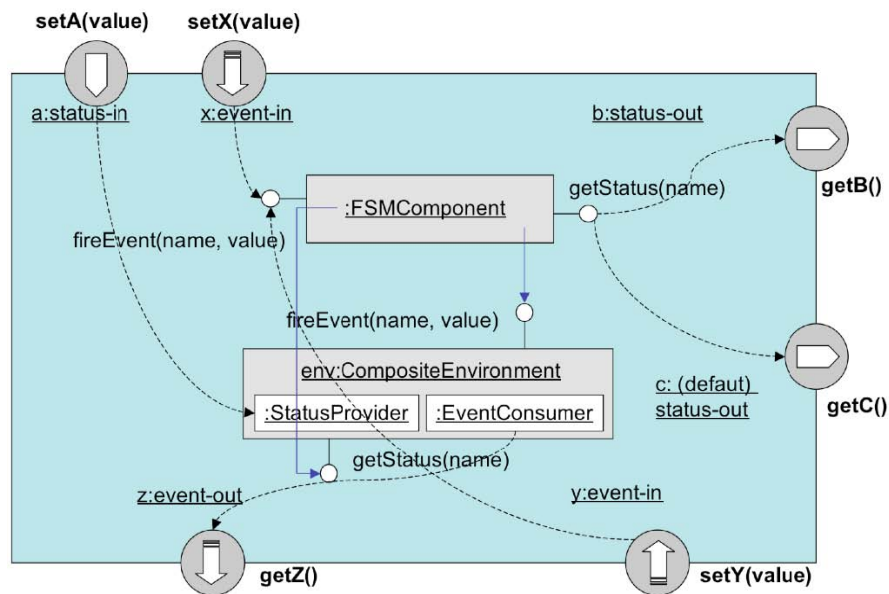 setA(value)
setX(value)
a:status-in
x:event-in
b:status-out
getStatus(name)
getB()
:FSMComponent
fireEvent(name, value)
fireEvent(name, value)
env:CompositeEnvironment
:StatusProvider
:EventConsumer
c: (defaut)
status-out
getC()
getStatus(name)
z:event-out
y:event-in
getZ()
setY(value)